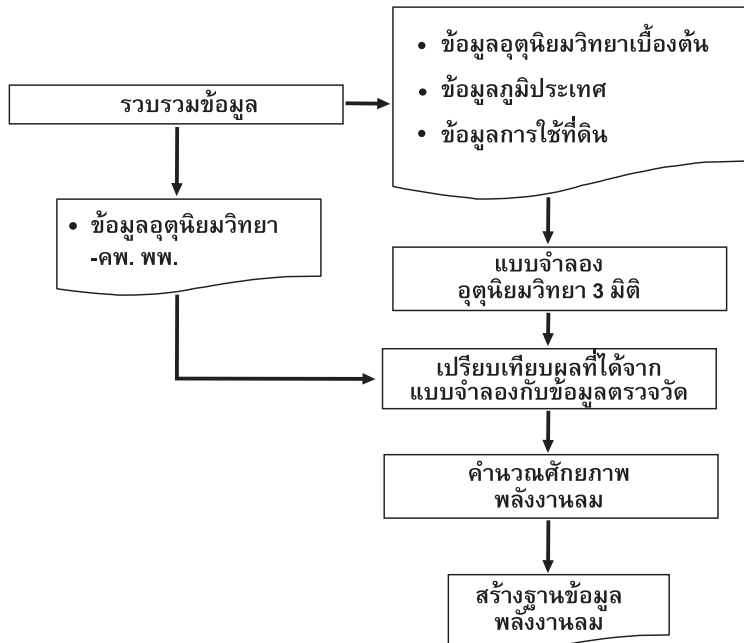 รวบรวมข้อมูล
• ข้อมูลอุตุนิยมวิทยาเบื้องต้น
• ข้อมูลภูมิประเทศ
• ข้อมูลการใช้ที่ดิน
• ข้อมูลอุตุนิยมวิทยา
-คพ. พพ.
แบบจำลอง
อุตุนิยมวิทยา 3 มิติ
เปรียบเทียบผลที่ได้จาก
แบบจำลองกับข้อมูลตรวจวัด
คำนวณศักยภาพ
พลังงานลม
สร้างฐานข้อมูล
พลังงานลม